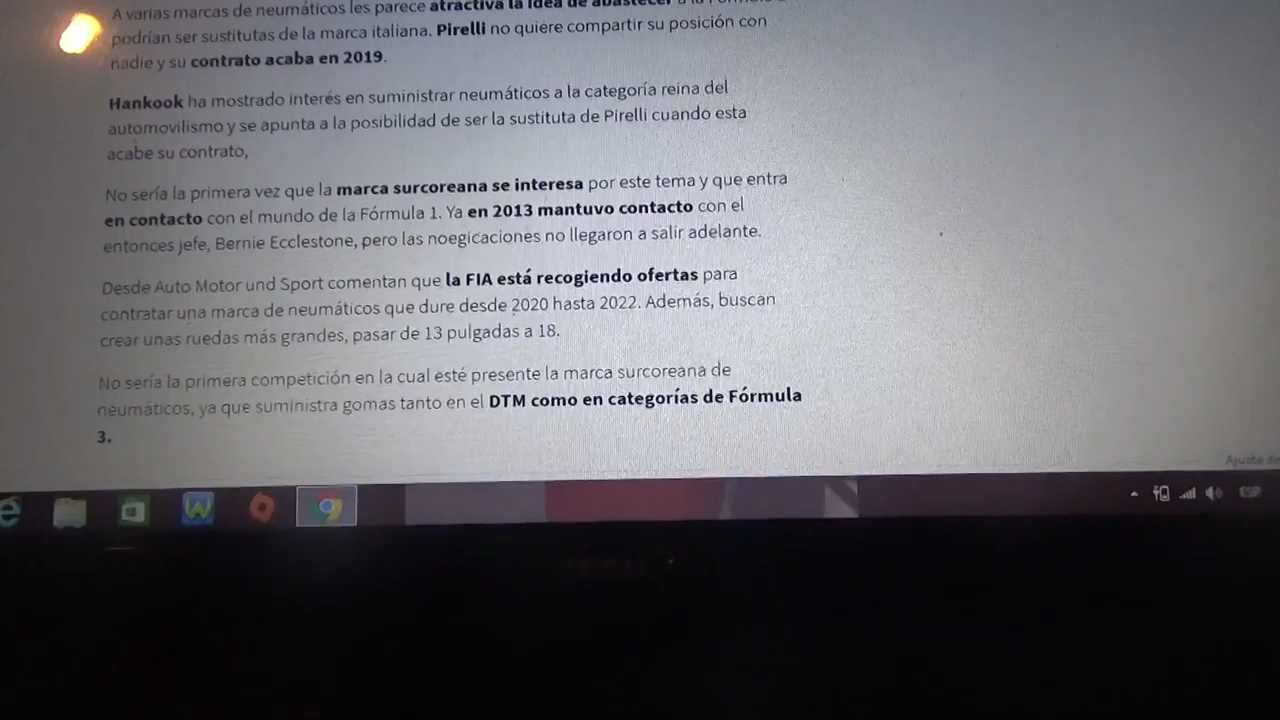 A varias marcas de neumáticos les parece atractiva la idea de abastecer a la Fórmula
podrían ser sustitutas de la marca italiana. Pirelli no quiere compartir su posición con
nadie y su contrato acaba en 2019.
Hankook ha mostrado interés en suministrar neumáticos a la categoría reina del
automovilismo y se apunta a la posibilidad de ser la sustituta de Pirelli cuando esta
acabe su contrato,
No sería la primera vez que la marca surcoreana se interesa por este tema y que entra
en contacto con el mundo de la Fórmula 1. Ya en 2013 mantuvo contacto con el
entonces jefe, Bernie Ecclestone, pero las noegicaciones no llegaron a salir adelante.
Desde Auto Motor und Sport comentan que la FIA está recogiendo ofertas para
contratar una marca de neumáticos que dure desde 2020 hasta 2022. Además, buscan
crear unas ruedas más grandes, pasar de 13 pulgadas a 18.
No sería la primera competición en la cual esté presente la marca surcoreana de
neumáticos, ya que suministra gomas tanto en el DTM como en categorías de Fórmula
3.
Ajuste
ESP